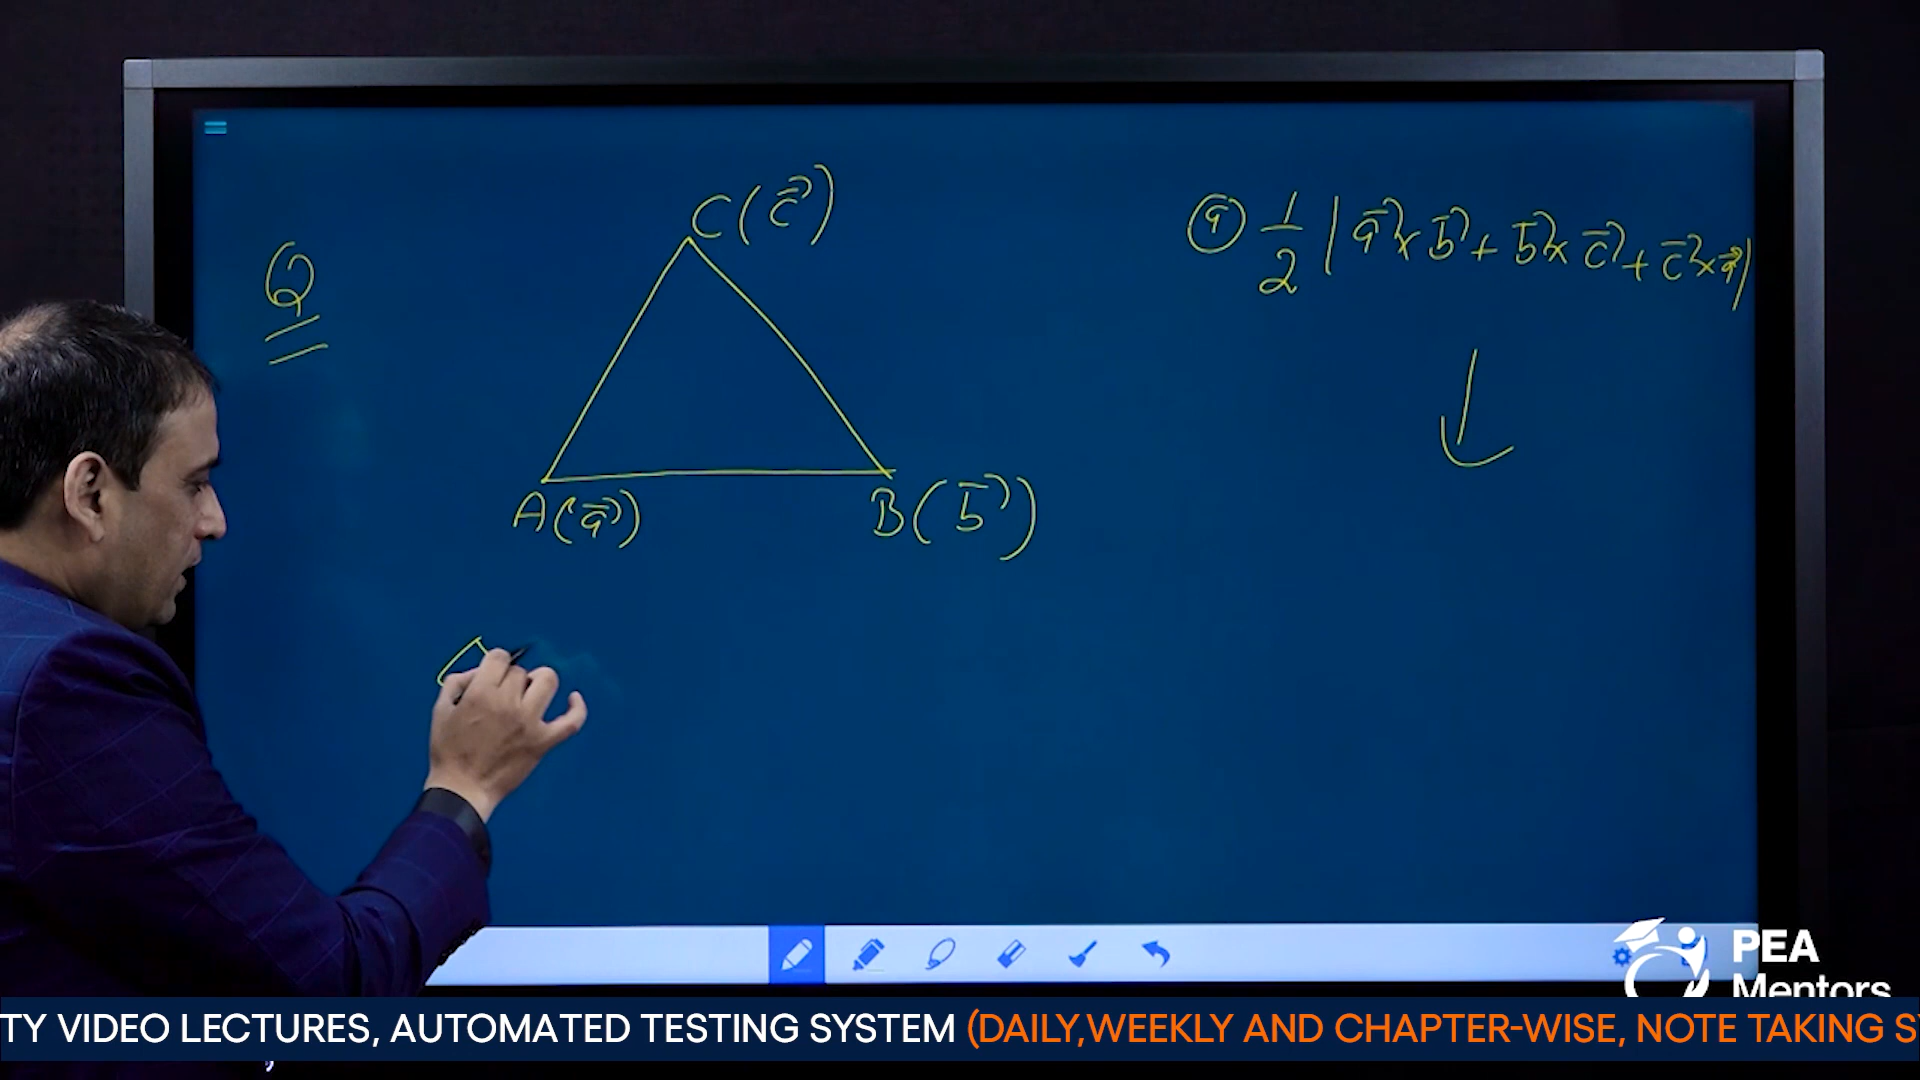 Q
C(c⃗)
ⓐ 1/2 |a⃗×b⃗+b⃗×c⃗+c⃗×a⃗|
A(a⃗)
B(b⃗)
PEA
Mentors
TY VIDEO LECTURES, AUTOMATED TESTING SYSTEM (DAILY,WEEKLY AND CHAPTER-WISE, NOTE TAKING S